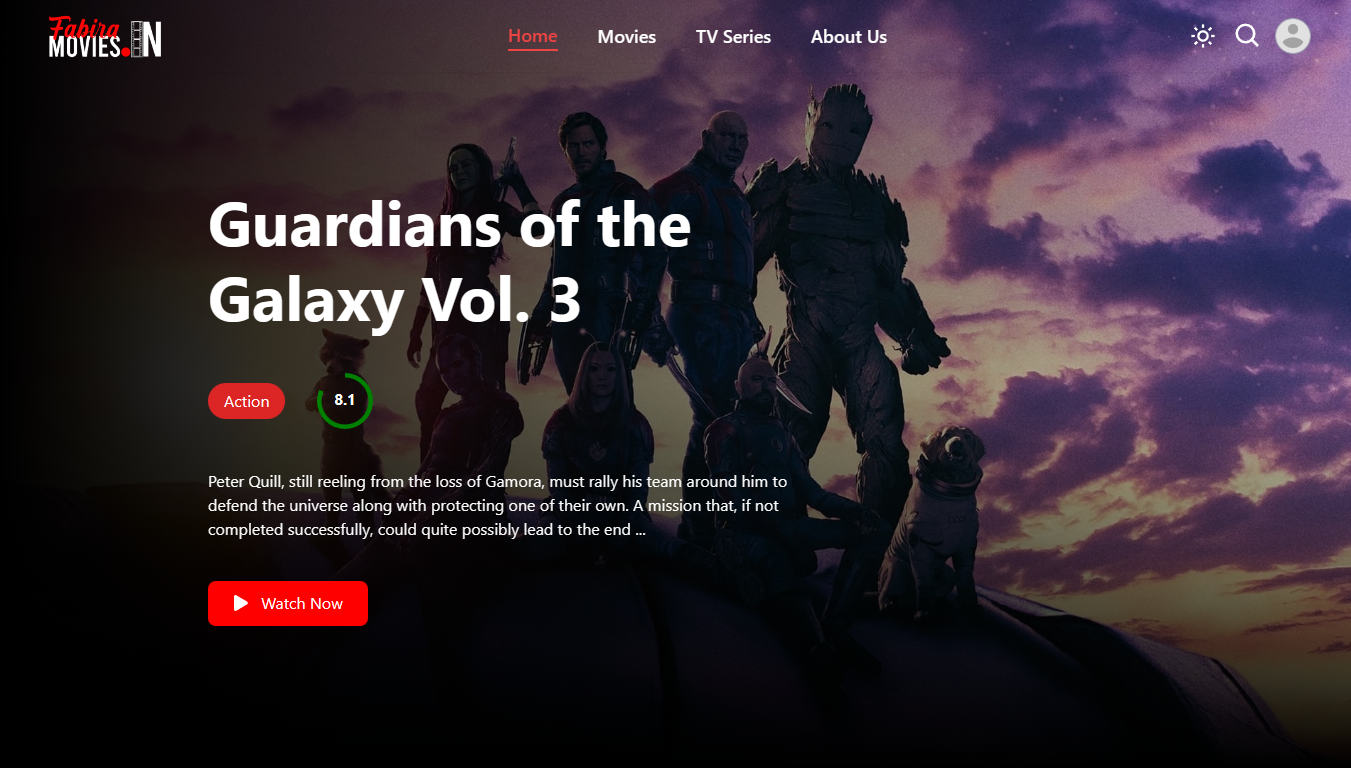 Fabira
MOVIES.IN
Home
Movies
TV Series
About Us
Guardians of the
Galaxy Vol. 3
Action
8.1
Peter Quill, still reeling from the loss of Gamora, must rally his team around him to
defend the universe along with protecting one of their own. A mission that, if not
completed successfully, could quite possibly lead to the end ...
Watch Now